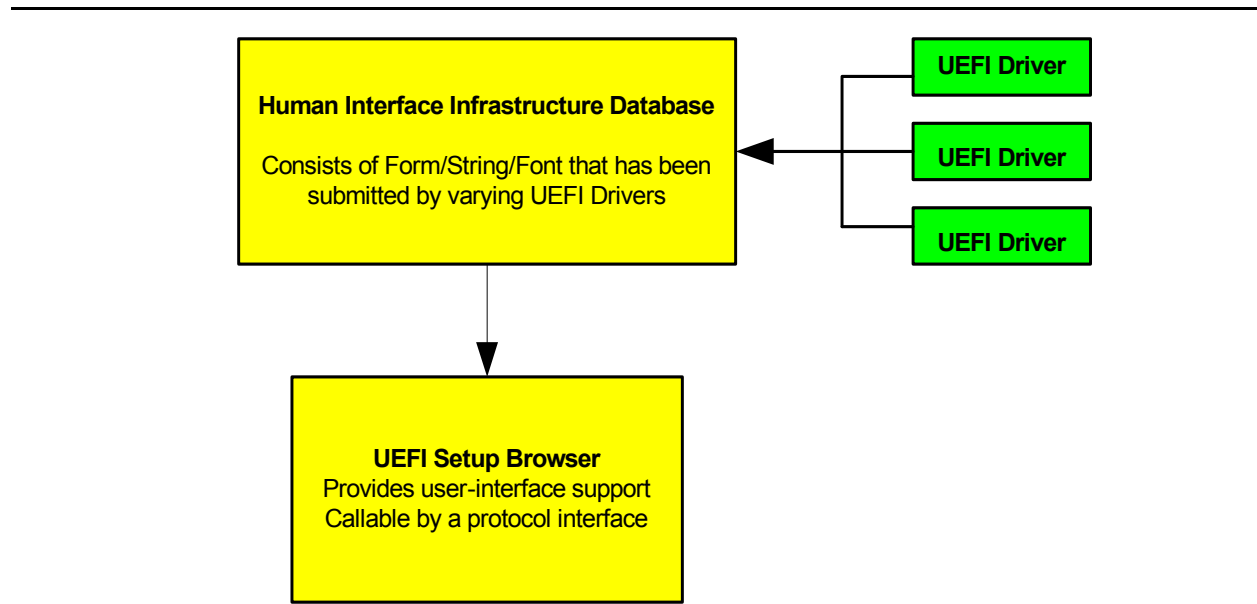 Human Interface Infrastructure Database
Consists of Form/String/Font that has been
submitted by varying UEFI Drivers
UEFI Driver
UEFI Driver
UEFI Driver
UEFI Setup Browser
Provides user-interface support
Callable by a protocol interface